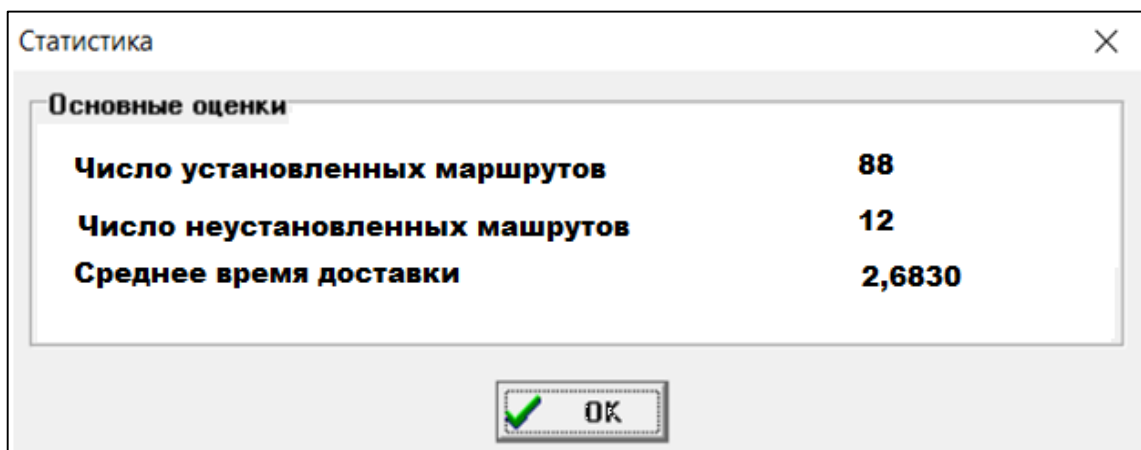 Статистика
Основные оценки
Число установленных маршрутов 88
Число неустановленных машрутов 12
Среднее время доставки 2,6830
OK